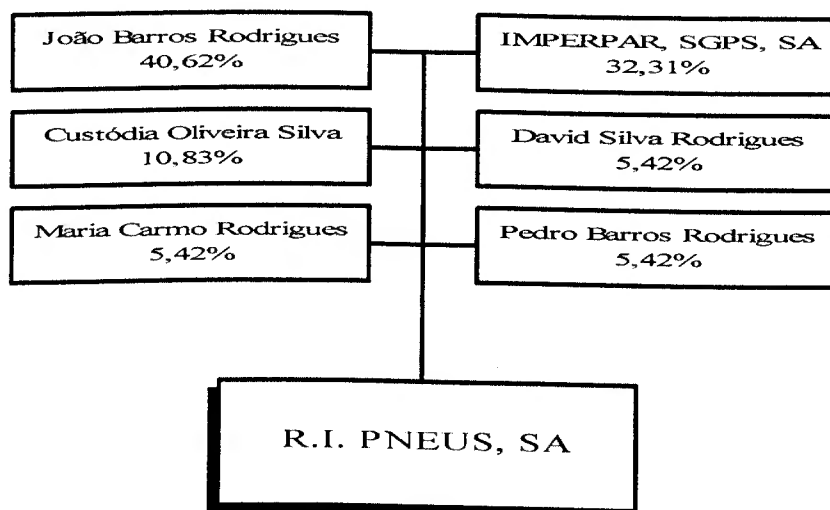 João Barros Rodrigues
40,62%
IMPERPAR, SGPS, SA
32,31%
Custódia Oliveira Silva
10,83%
David Silva Rodrigues
5,42%
Maria Carmo Rodrigues
5,42%
Pedro Barros Rodrigues
5,42%
R.I. PNEUS, SA